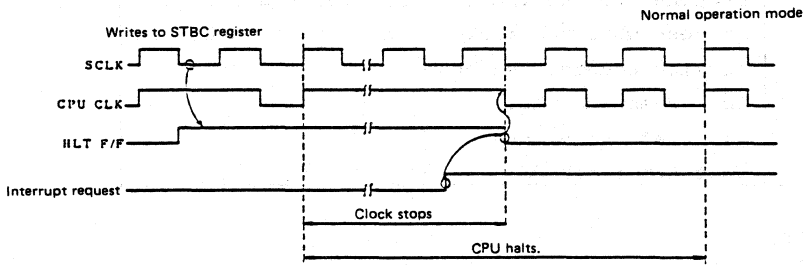 Normal operation mode
Writes to STBC register
SCLK
CPU CLK
HLT F/F
Interrupt request
Clock stops
CPU halts.